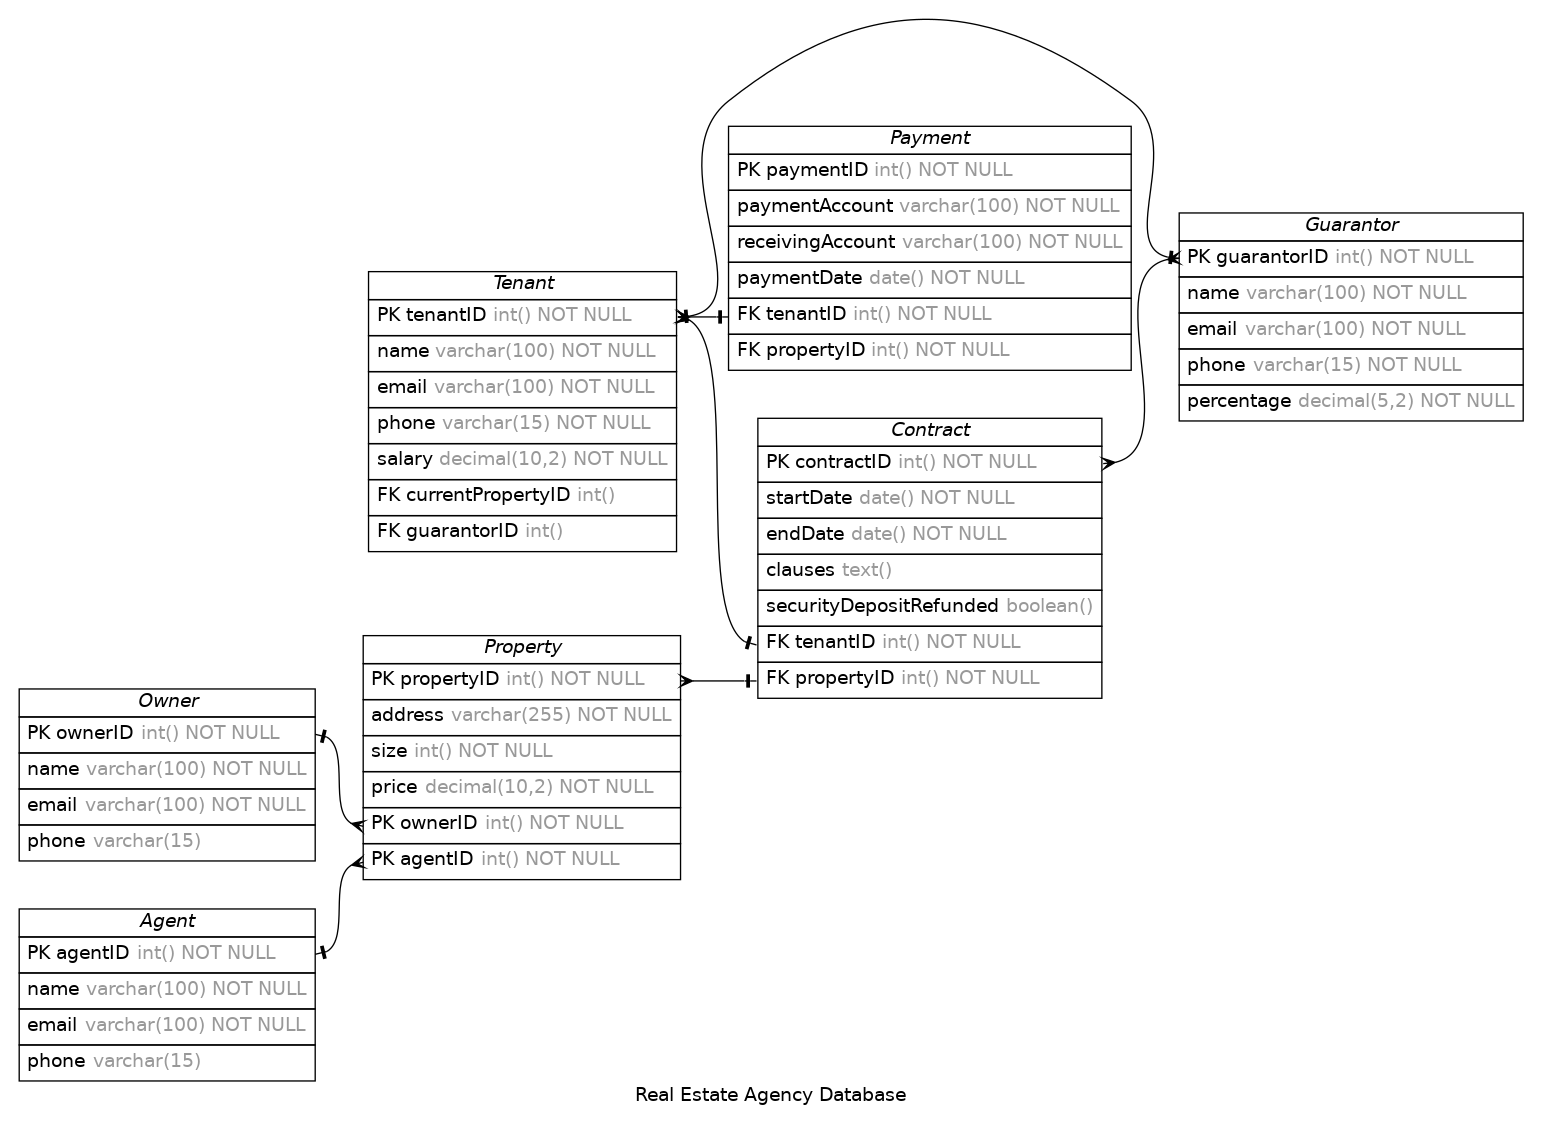 Payment
PK paymentID int() NOT NULL
paymentAccount varchar(100) NOT NULL
receivingAccount varchar(100) NOT NULL
paymentDate date() NOT NULL
FK tenantID int() NOT NULL
FK propertyID int() NOT NULL
Guarantor
PK guarantorID int() NOT NULL
name varchar(100) NOT NULL
email varchar(100) NOT NULL
phone varchar(15) NOT NULL
percentage decimal(5,2) NOT NULL
Tenant
PK tenantID int() NOT NULL
name varchar(100) NOT NULL
email varchar(100) NOT NULL
phone varchar(15) NOT NULL
salary decimal(10,2) NOT NULL
FK currentPropertyID int()
FK guarantorID int()
Contract
PK contractID int() NOT NULL
startDate date() NOT NULL
endDate date() NOT NULL
clauses text()
securityDepositRefunded boolean()
FK tenantID int() NOT NULL
FK propertyID int() NOT NULL
Property
PK propertyID int() NOT NULL
address varchar(255) NOT NULL
size int() NOT NULL
price decimal(10,2) NOT NULL
PK ownerID int() NOT NULL
PK agentID int() NOT NULL
Owner
PK ownerID int() NOT NULL
name varchar(100) NOT NULL
email varchar(100) NOT NULL
phone varchar(15)
Agent
PK agentID int() NOT NULL
name varchar(100) NOT NULL
email varchar(100) NOT NULL
phone varchar(15)
Real Estate Agency Database